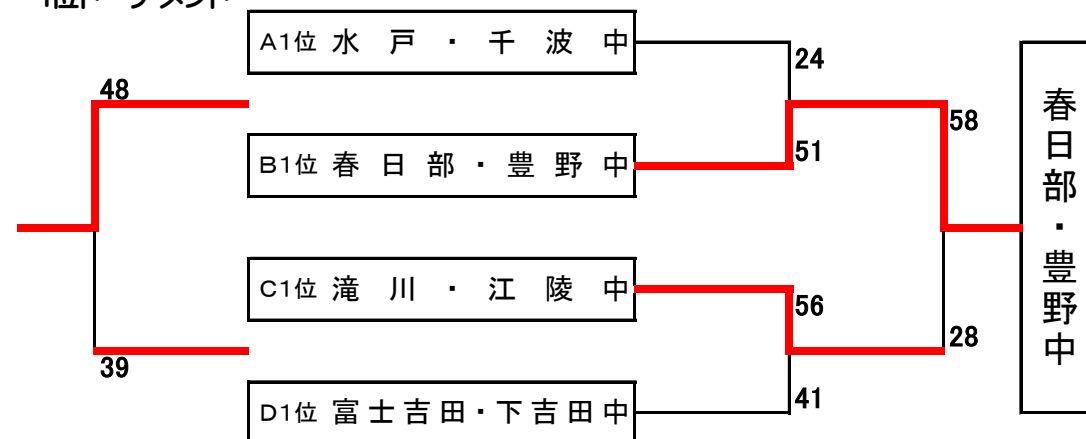 A1位 水戸・千波中
24
48
58
B1位 春日部・豊野中
51
春日部・豊野中
C1位 滝川・江陵中
56
28
39
D1位 富士吉田・下吉田中
41